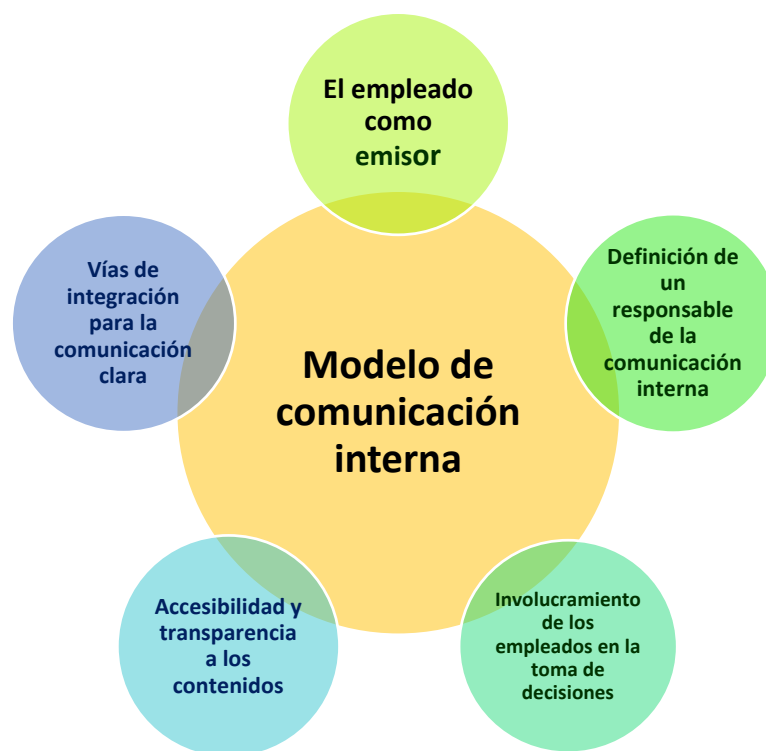 El empleado
como
emisor
Definición de
un
responsable
de la
comunicación
interna
Involucramiento
de los
empleados en la
toma de
decisiones
Accesibilidad y
transparencia
a los
contenidos
Vías de
integración
para la
comunicación
clara
Modelo de
comunicación
interna